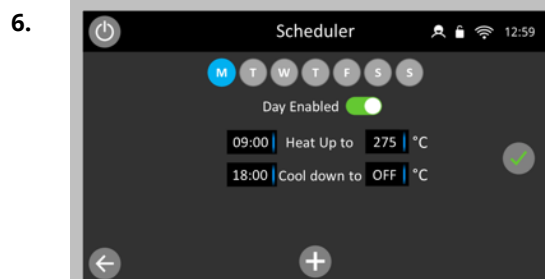 6.
Scheduler 12:59
M T W T F S S
Day Enabled
09:00 Heat Up to 275 °C
18:00 Cool down to OFF °C